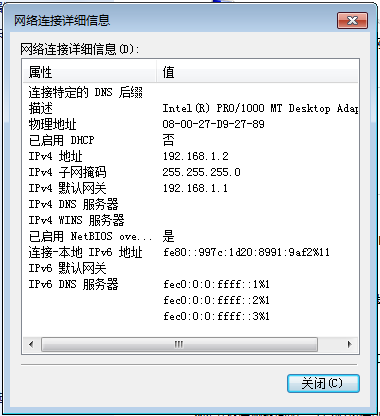 网络连接详细信息
网络连接详细信息(D):
属性 值
连接特定的 DNS 后缀
描述 Intel(R) PRO/1000 MT Desktop Adap
物理地址 08-00-27-D9-27-89
已启用 DHCP 否
IPv4 地址 192.168.1.2
IPv4 子网掩码 255.255.255.0
IPv4 默认网关 192.168.1.1
IPv4 DNS 服务器
IPv4 WINS 服务器
已启用 NetBIOS ove... 是
连接-本地 IPv6 地址 fe80::997c:1d20:8991:9af2%11
IPv6 默认网关
IPv6 DNS 服务器 fec0:0:0:ffff::1%1
fec0:0:0:ffff::2%1
fec0:0:0:ffff::3%1
关闭(C)